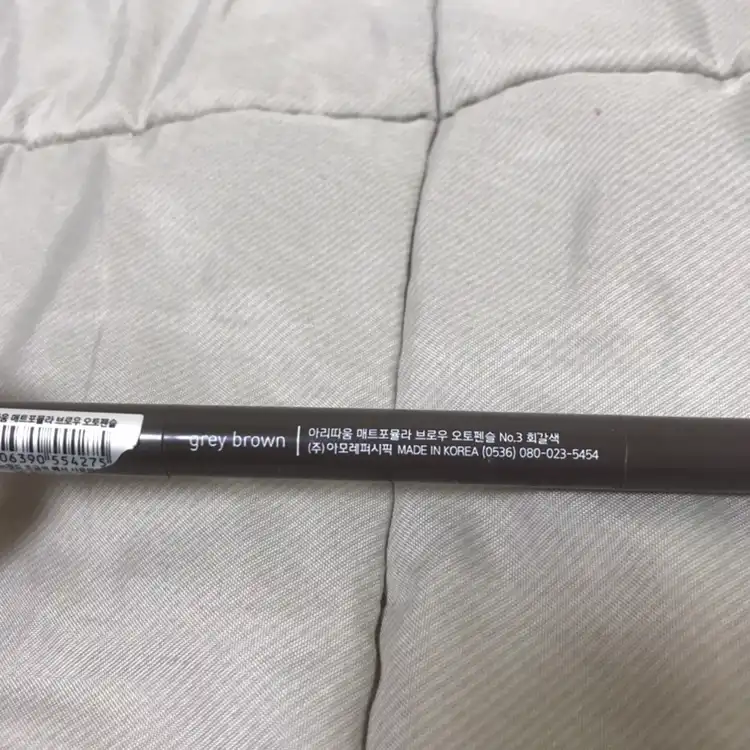 매트포뮬라 브로우 오토펜슬
06390 55427
grey brown
아리따움 매트포뮬라 브로우 오토펜슬 No.3 회갈색
(주)아모레퍼시픽 MADE IN KOREA (0536) 080-023-5454